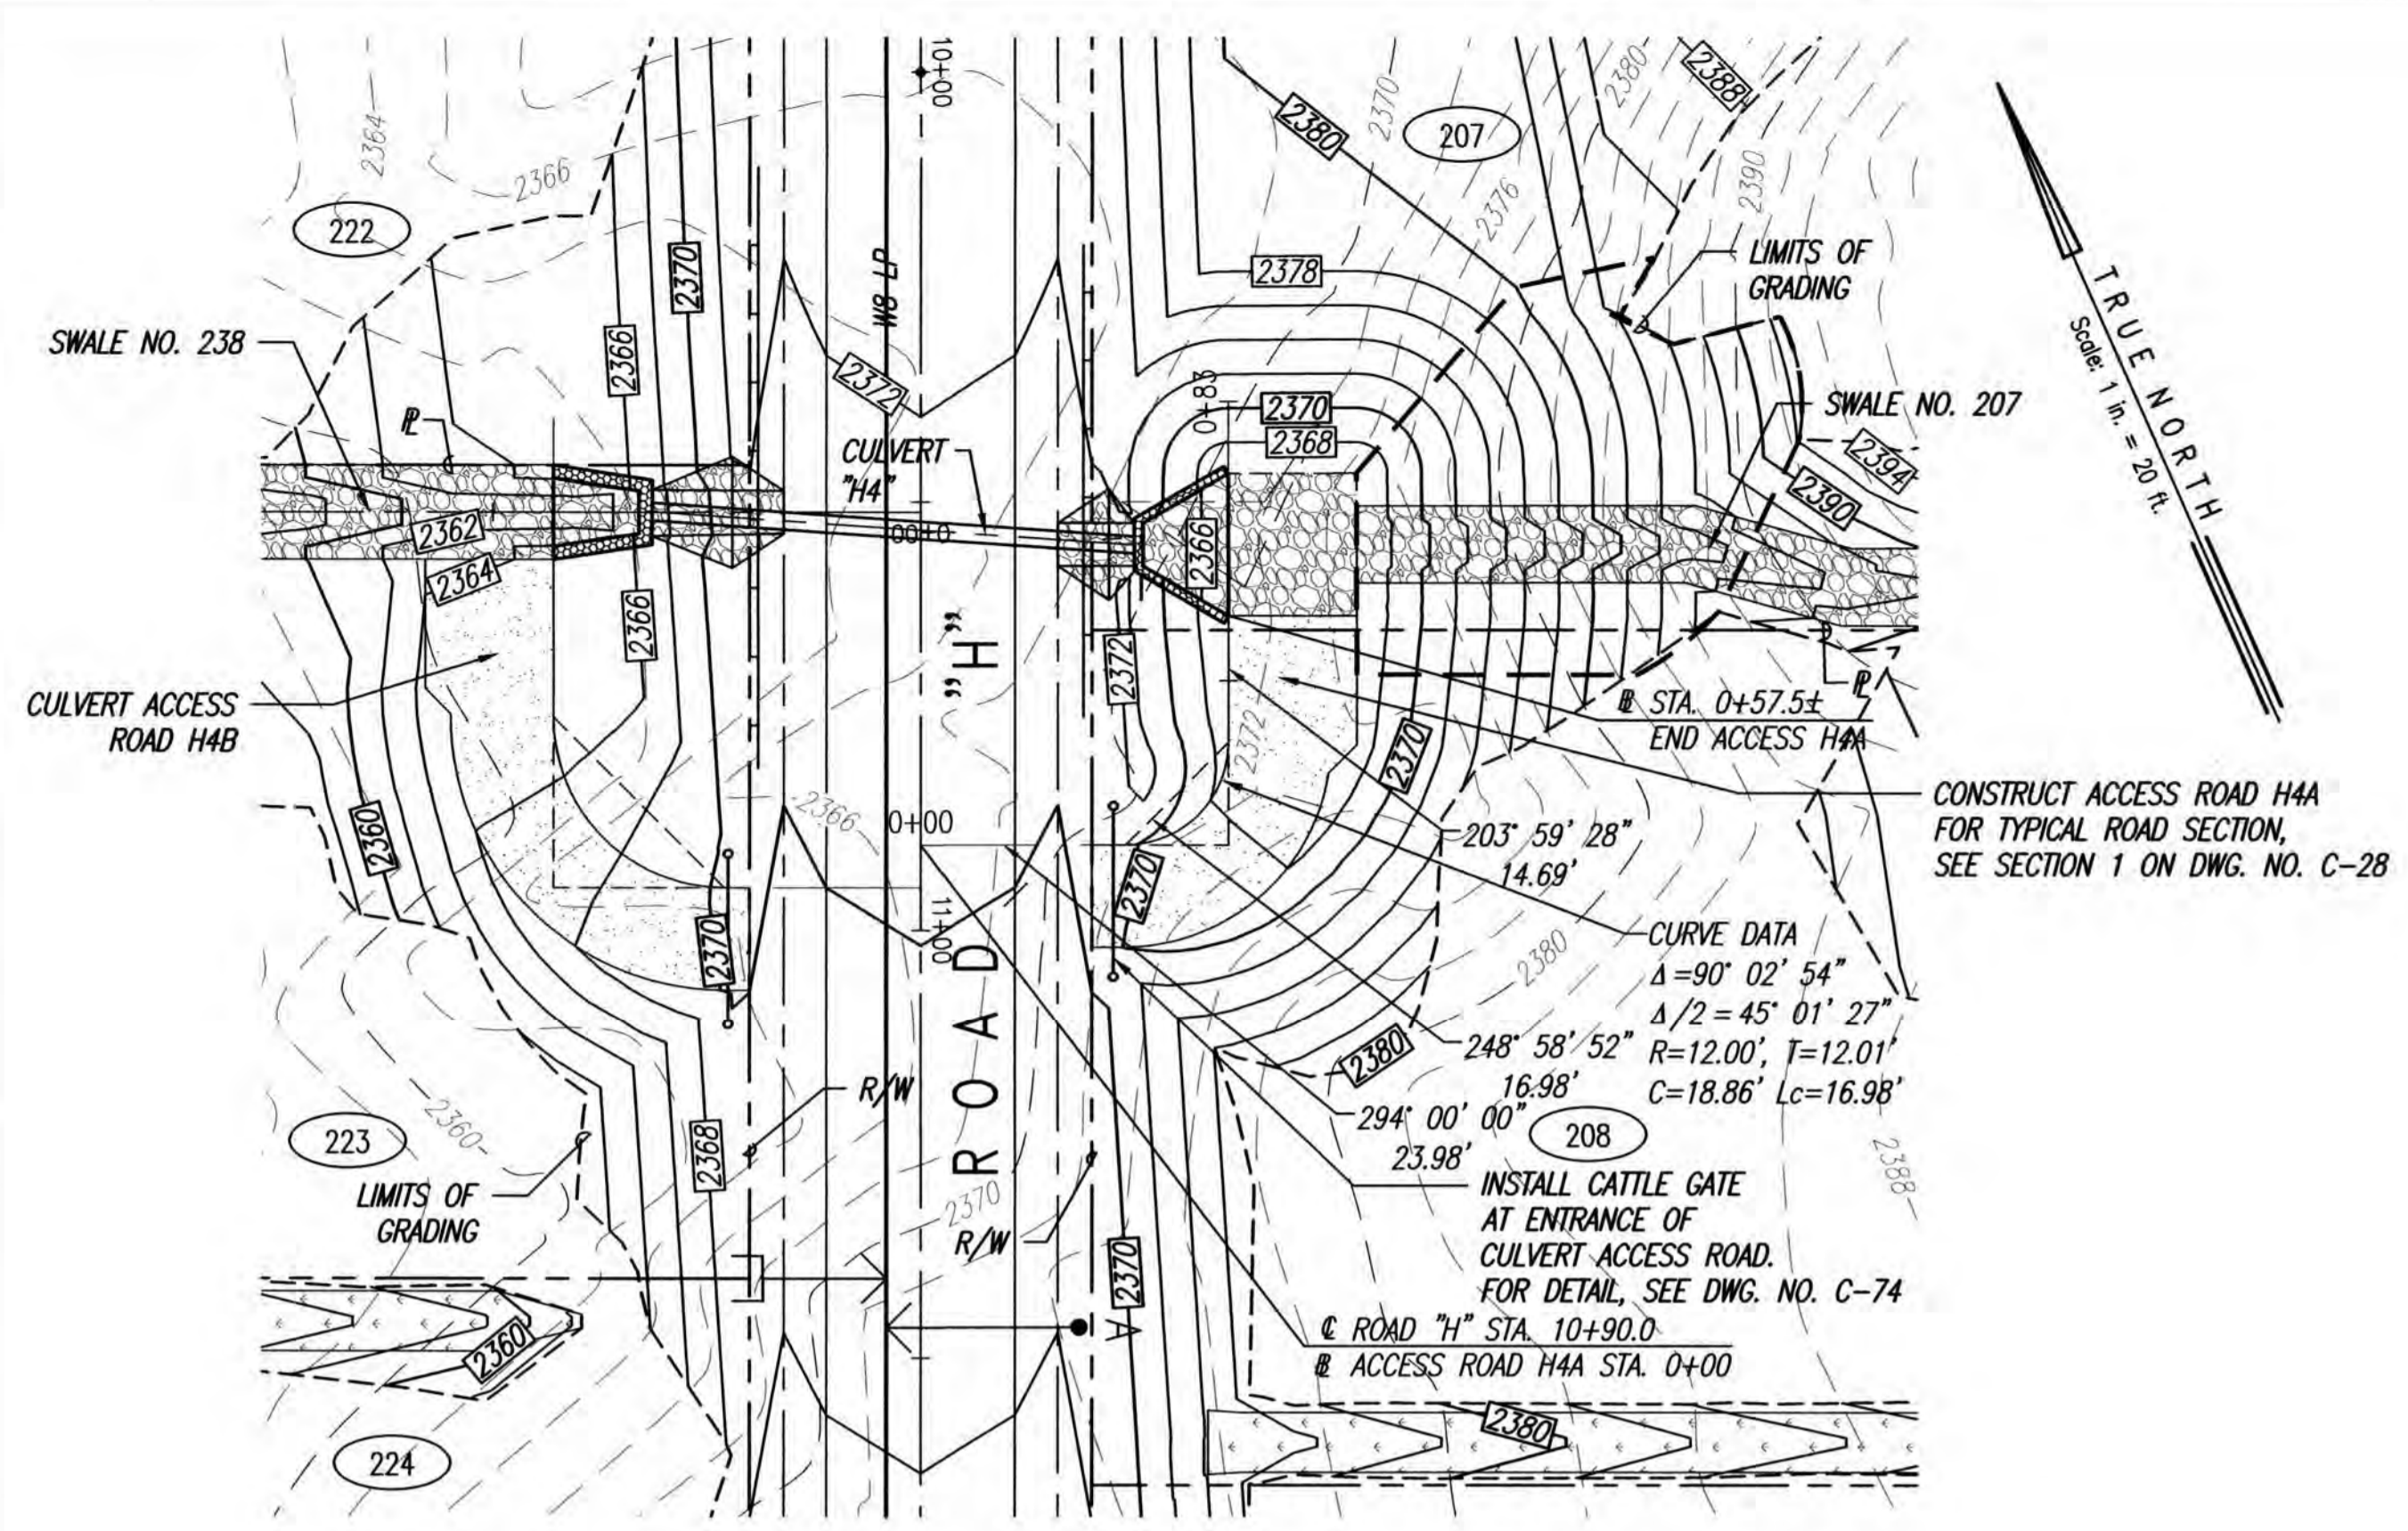 10+00
2364
2366
222
2370
2366
W8 LP
2372
2380
2370
207
2380
2388
2376
2390
2378
LIMITS OF
GRADING
TRUE NORTH
Scale: 1 in. = 20 ft.
SWALE NO. 238
PL
CULVERT
"H4"
0+83
2370
2368
SWALE NO. 207
2394
2390
2362
2364
0+00
2366
2366
"H"
2372
CULVERT ACCESS
ROAD H4B
2372
2370
PL
BL STA. 0+57.5±
END ACCESS H4A
2360
2366
0+00
203° 59' 28"
14.69'
CONSTRUCT ACCESS ROAD H4A
FOR TYPICAL ROAD SECTION,
SEE SECTION 1 ON DWG. NO. C-28
2370
2370
11+00
ROAD
2380
CURVE DATA
Δ=90° 02' 54"
Δ/2=45° 01' 27"
R=12.00', T=12.01'
C=18.86' Lc=16.98'
2380
248° 58' 52"
16.98'
294° 00' 00"
23.98'
208
2388
R/W
2360
223
2368
LIMITS OF
GRADING
2370
R/W
2370
INSTALL CATTLE GATE
AT ENTRANCE OF
CULVERT ACCESS ROAD.
FOR DETAIL, SEE DWG. NO. C-74
A
℄ ROAD "H" STA. 10+90.0
BL ACCESS ROAD H4A STA. 0+00
2360
2380
224